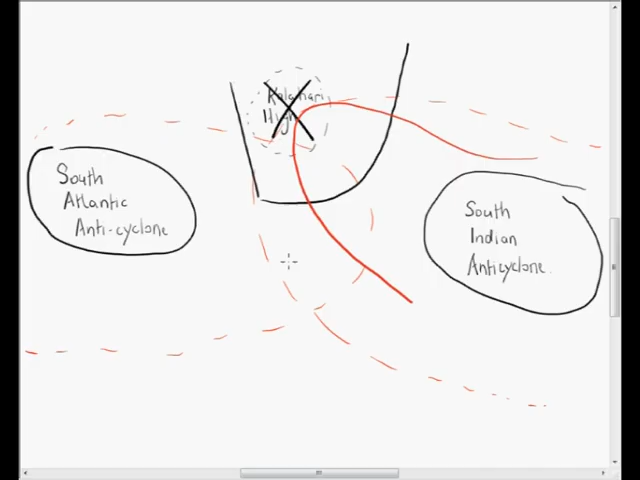 Kalahari
High
South
Atlantic
Anti-cyclone
South
Indian
Anticyclone.